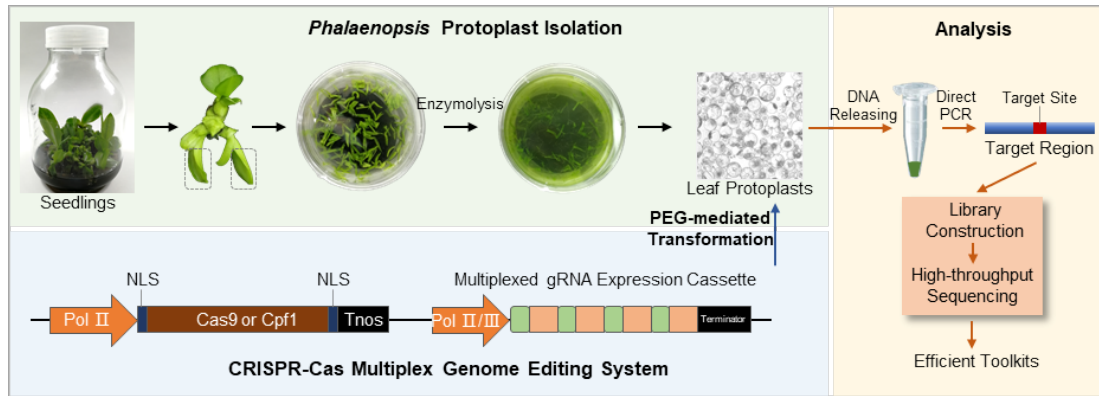 Phalaenopsis Protoplast Isolation
Seedlings
Enzymolysis
Leaf Protoplasts
PEG-mediated
Transformation
NLS
NLS
Multiplexed gRNA Expression Cassette
Pol Ⅱ
Cas9 or Cpf1
Tnos
Pol Ⅱ/Ⅲ
Terminator
CRISPR-Cas Multiplex Genome Editing System
Analysis
DNA
Releasing
Direct
PCR
Target Site
Target Region
Library
Construction
High-throughput
Sequencing
Efficient Toolkits